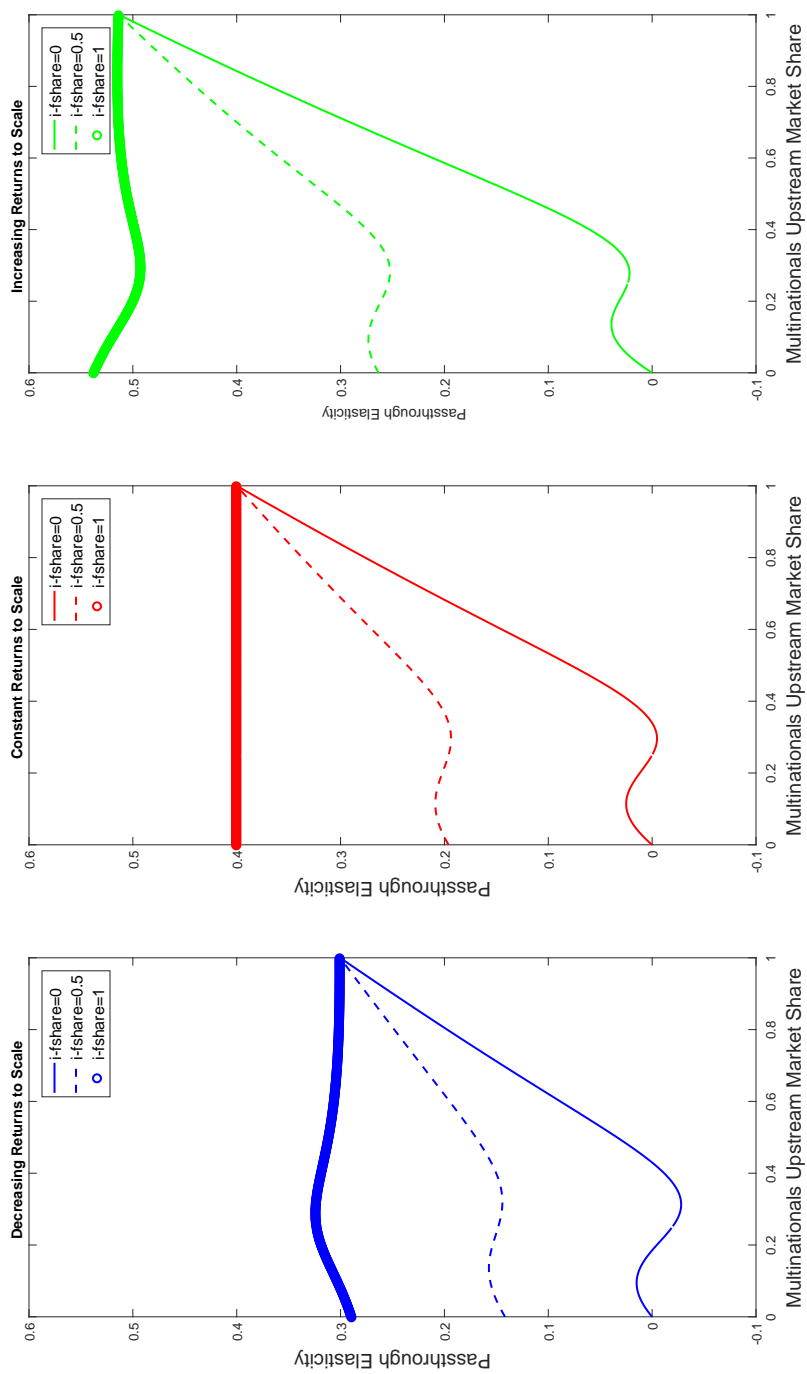 Decreasing Returns to Scale
i-fshare=0
i-fshare=0.5
i-fshare=1
Passthrough Elasticity
0.6
0.5
0.4
0.3
0.2
0.1
0
-0.1
0 0.2 0.4 0.6 0.8 1
Multinationals Upstream Market Share
Constant Returns to Scale
i-fshare=0
i-fshare=0.5
i-fshare=1
Passthrough Elasticity
0.6
0.5
0.4
0.3
0.2
0.1
0
-0.1
0 0.2 0.4 0.6 0.8 1
Multinationals Upstream Market Share
Increasing Returns to Scale
i-fshare=0
i-fshare=0.5
i-fshare=1
Passthrough Elasticity
0.6
0.5
0.4
0.3
0.2
0.1
0
-0.1
0 0.2 0.4 0.6 0.8 1
Multinationals Upstream Market Share